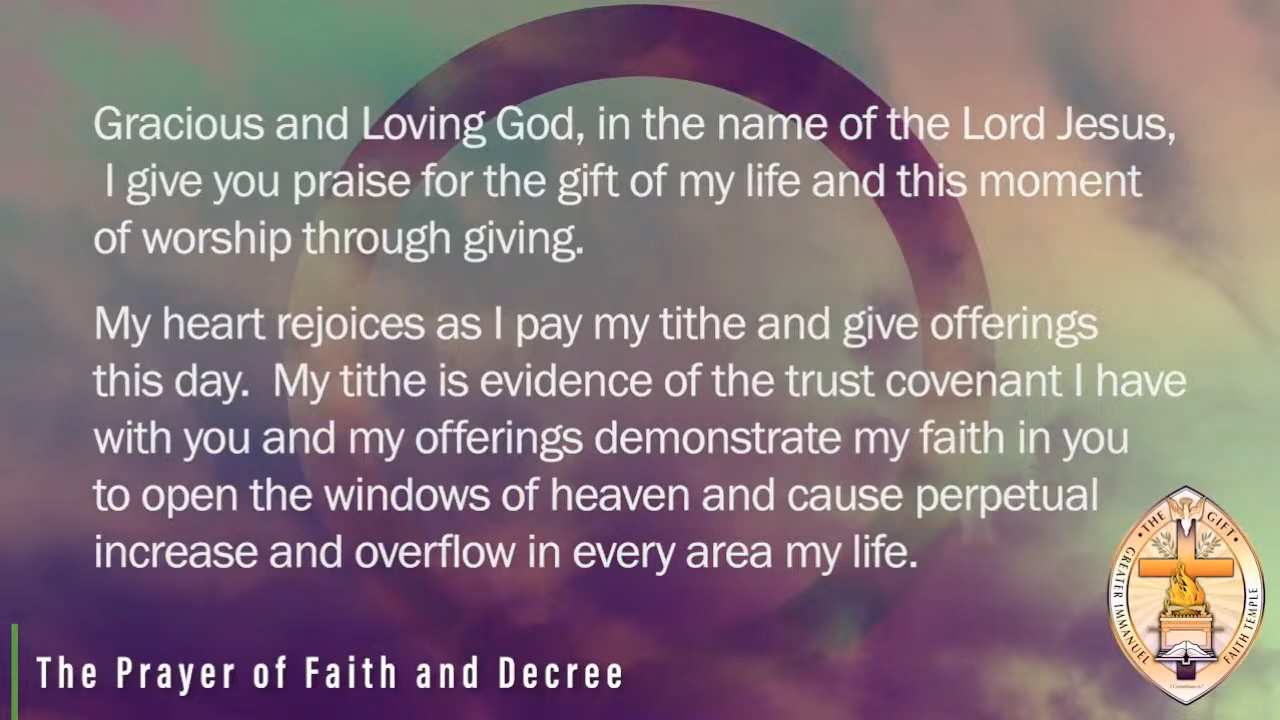 Gracious and Loving God, in the name of the Lord Jesus,
I give you praise for the gift of my life and this moment
of worship through giving.
My heart rejoices as I pay my tithe and give offerings
this day.  My tithe is evidence of the trust covenant I have
with you and my offerings demonstrate my faith in you
to open the windows of heaven and cause perpetual
increase and overflow in every area my life.
The Prayer of Faith and Decree
• THE GIFT •
GREATER IMMANUEL
FAITH TEMPLE